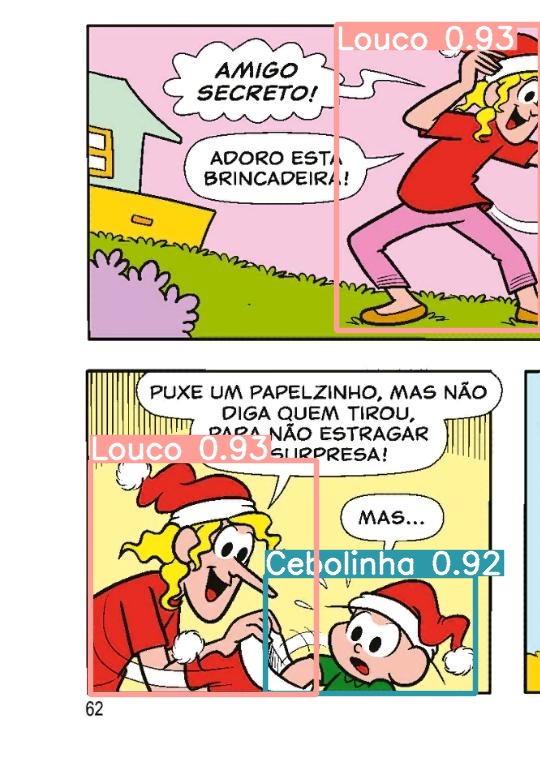 Louco 0.93
AMIGO
SECRETO!
ADORO ESTA
BRINCADEIRA!
PUXE UM PAPELZINHO, MAS NÃO
DIGA QUEM TIROU,
PARA NÃO ESTRAGAR
SURPRESA!
Louco 0.93
MAS...
Cebolinha 0.92
62